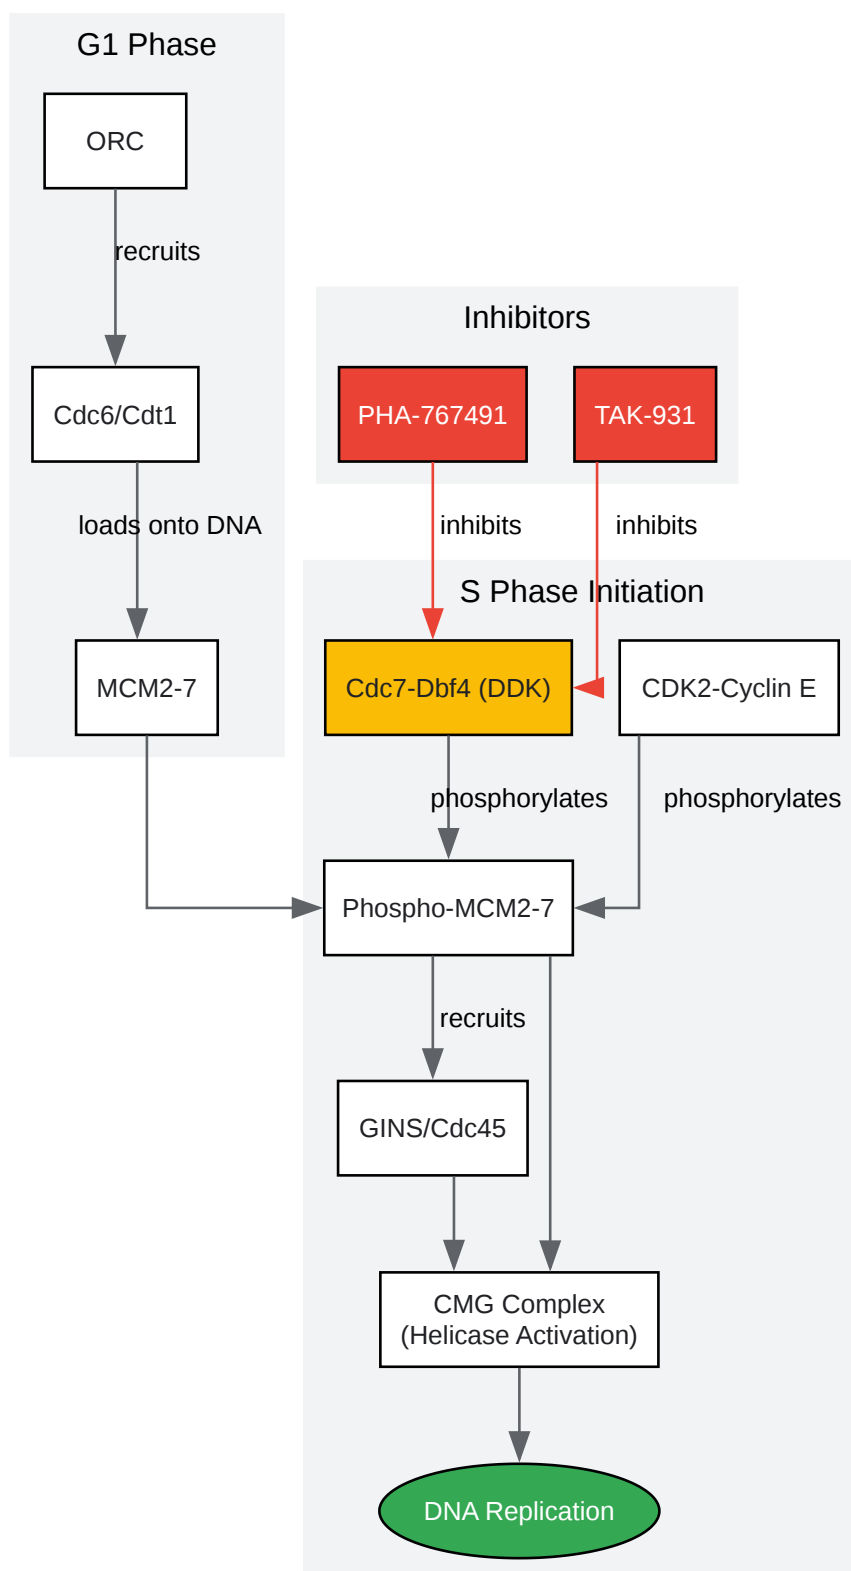 G1 Phase
ORC
recruits
Inhibitors
Cdc6/Cdt1
PHA-767491
TAK-931
loads onto DNA
inhibits
inhibits
S Phase Initiation
MCM2-7
Cdc7-Dbf4 (DDK)
CDK2-Cyclin E
phosphorylates
phosphorylates
Phospho-MCM2-7
recruits
GINS/Cdc45
CMG Complex
(Helicase Activation)
DNA Replication